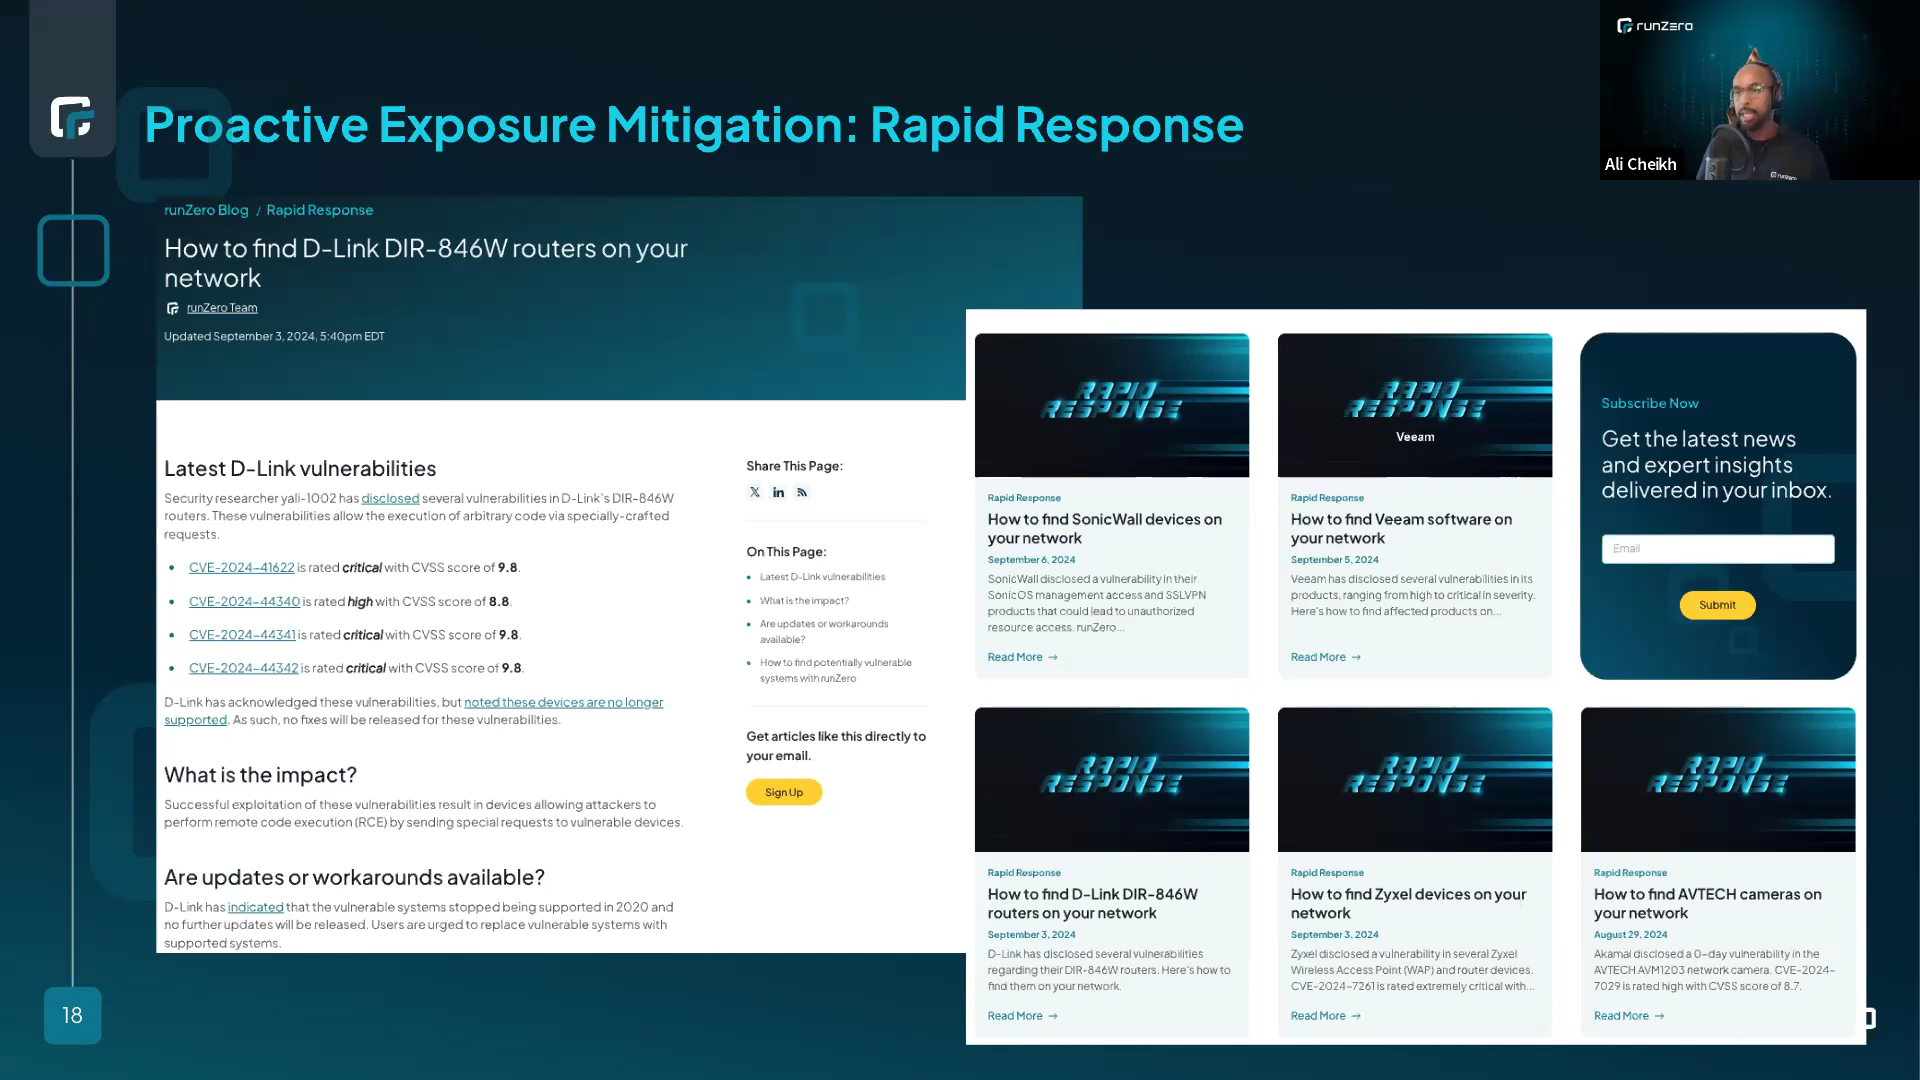 runZero
Ali Cheikh
Proactive Exposure Mitigation: Rapid Response
runZero Blog / Rapid Response
How to find D-Link DIR-846W routers on your
network
runZero Team
Updated September 3, 2024, 5:40pm EDT
Latest D-Link vulnerabilities
Security researcher yali-1002 has disclosed several vulnerabilities in D-Link's DIR-846W
routers. These vulnerabilities allow the execution of arbitrary code via specially-crafted
requests.
• CVE-2024-41622 is rated critical with CVSS score of 9.8.
• CVE-2024-44340 is rated high with CVSS score of 8.8.
• CVE-2024-44341 is rated critical with CVSS score of 9.8.
• CVE-2024-44342 is rated critical with CVSS score of 9.8.
D-Link has acknowledged these vulnerabilities, but noted these devices are no longer
supported. As such, no fixes will be released for these vulnerabilities.
What is the impact?
Successful exploitation of these vulnerabilities result in devices allowing attackers to
perform remote code execution (RCE) by sending special requests to vulnerable devices.
Are updates or workarounds available?
D-Link has indicated that the vulnerable systems stopped being supported in 2020 and
no further updates will be released. Users are urged to replace vulnerable systems with
supported systems.
Share This Page:
On This Page:
• Latest D-Link vulnerabilities
• What is the impact?
• Are updates or workarounds
available?
• How to find potentially vulnerable
systems with runZero
Get articles like this directly to
your email.
Sign Up
RAPID
RESPONSE
Rapid Response
How to find SonicWall devices on
your network
September 6, 2024
SonicWall disclosed a vulnerability in their
SonicOS management access and SSLVPN
products that could lead to unauthorized
resource access. runZero...
Read More →
RAPID
RESPONSE
Veeam
Rapid Response
How to find Veeam software on
your network
September 5, 2024
Veeam has disclosed several vulnerabilities in its
products, ranging from high to critical in severity.
Here's how to find affected products on...
Read More →
Subscribe Now
Get the latest news
and expert insights
delivered in your inbox.
Email
Submit
RAPID
RESPONSE
Rapid Response
How to find D-Link DIR-846W
routers on your network
September 3, 2024
D-Link has disclosed several vulnerabilities
regarding their DIR-846W routers. Here's how to
find them on your network.
Read More →
RAPID
RESPONSE
Rapid Response
How to find Zyxel devices on your
network
September 3, 2024
Zyxel disclosed a vulnerability in several Zyxel
Wireless Access Point (WAP) and router devices.
CVE-2024-7261 is rated extremely critical with...
Read More →
RAPID
RESPONSE
Rapid Response
How to find AVTECH cameras on
your network
August 29, 2024
Akamai disclosed a 0-day vulnerability in the
AVTECH AVM1203 network camera. CVE-2024-
7029 is rated high with CVSS score of 8.7.
Read More →
18